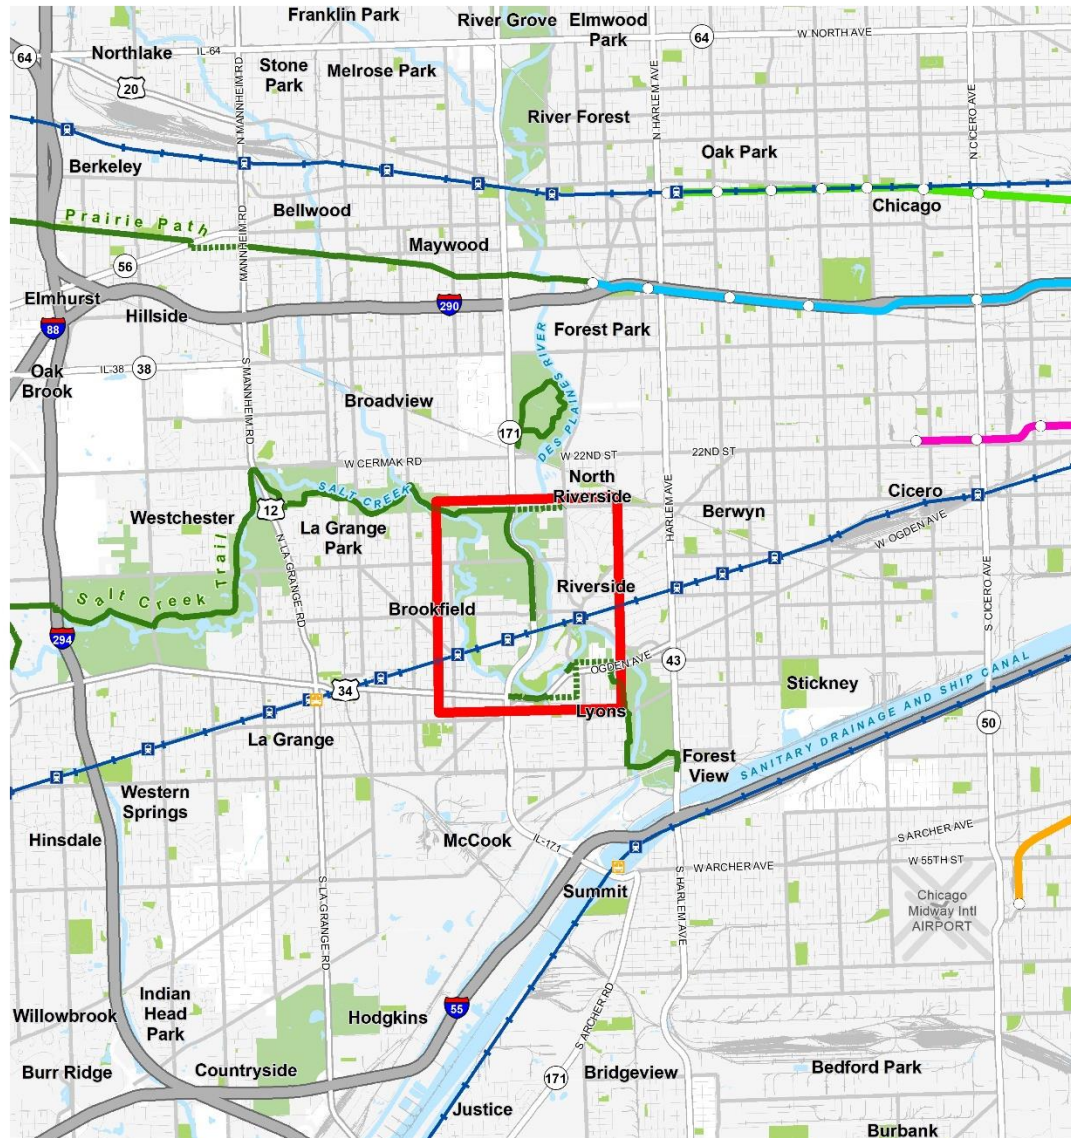 Franklin Park
River Grove
Elmwood
Park
64
W NORTH AVE
64
Northlake
IL-64
Stone
Park
Melrose Park
20
N MANNHEIM RD
N HARLEM AVE
N CICERO AVE
River Forest
Oak Park
Berkeley
Chicago
Bellwood
Prairie Path
Maywood
56
MANNHEIM RD
Elmhurst
Hillside
290
88
Forest Park
Oak
Brook
IL-38
38
S MANNHEIM RD
DES PLAINES RIVER
Broadview
171
W 22ND ST
22ND ST
W CERMAK RD
North
Riverside
SALT CREEK
HARLEM AVE
Cicero
12
Westchester
La Grange
Park
Berwyn
W OGDEN AVE
N LA GRANGE RD
Trail
Salt Creek
Riverside
Brookfield
S CICERO AVE
294
43
OGDEN AVE
34
Stickney
Lyons
La Grange
50
Forest
View
SANITARY DRAINAGE AND SHIP CANAL
Western
Springs
Hinsdale
McCook
IL-171
S ARCHER AVE
W ARCHER AVE
W 55TH ST
Summit
S LA GRANGE RD
S HARLEM AVE
Chicago
Midway Intl
AIRPORT
Indian
Head
Park
Willowbrook
Hodgkins
55
S ARCHER RD
Burr Ridge
Countryside
171
Bridgeview
Bedford Park
Justice
Burbank